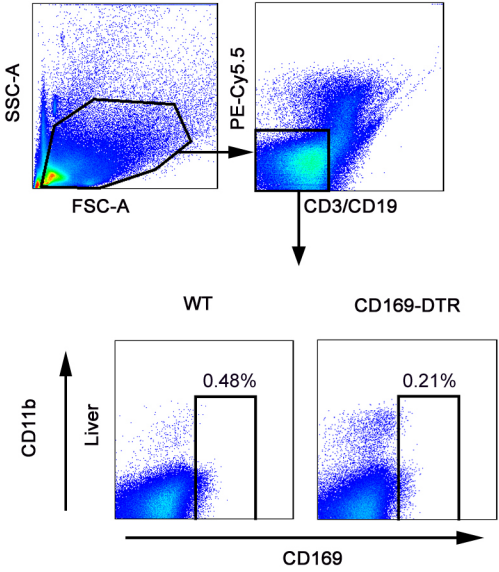 SSC-A
FSC-A
PE-Cy5.5
CD3/CD19
WT
CD169-DTR
CD11b
Liver
0.48%
0.21%
CD169